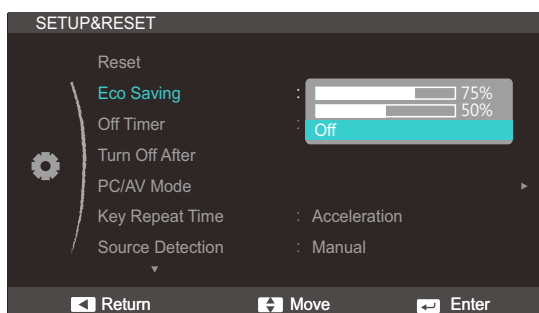 SETUP&RESET
Reset
Eco Saving : 75%
50%
Off Timer : Off
Turn Off After
PC/AV Mode
Key Repeat Time : Acceleration
Source Detection : Manual
Return Move Enter